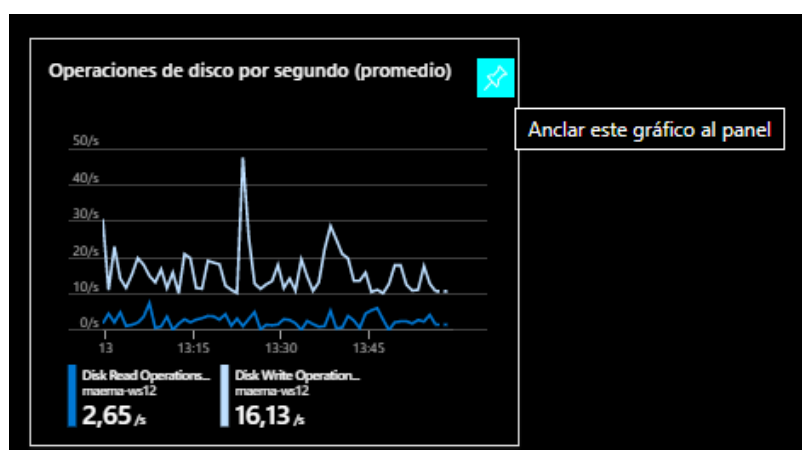 Operaciones de disco por segundo (promedio)
Anclar este gráfico al panel
50/s
40/s
30/s
20/s
10/s
0/s
13 13:15 13:30 13:45
Disk Read Operations... Disk Write Operation...
maema-ws12 maema-ws12
2,65 /s 16,13 /s